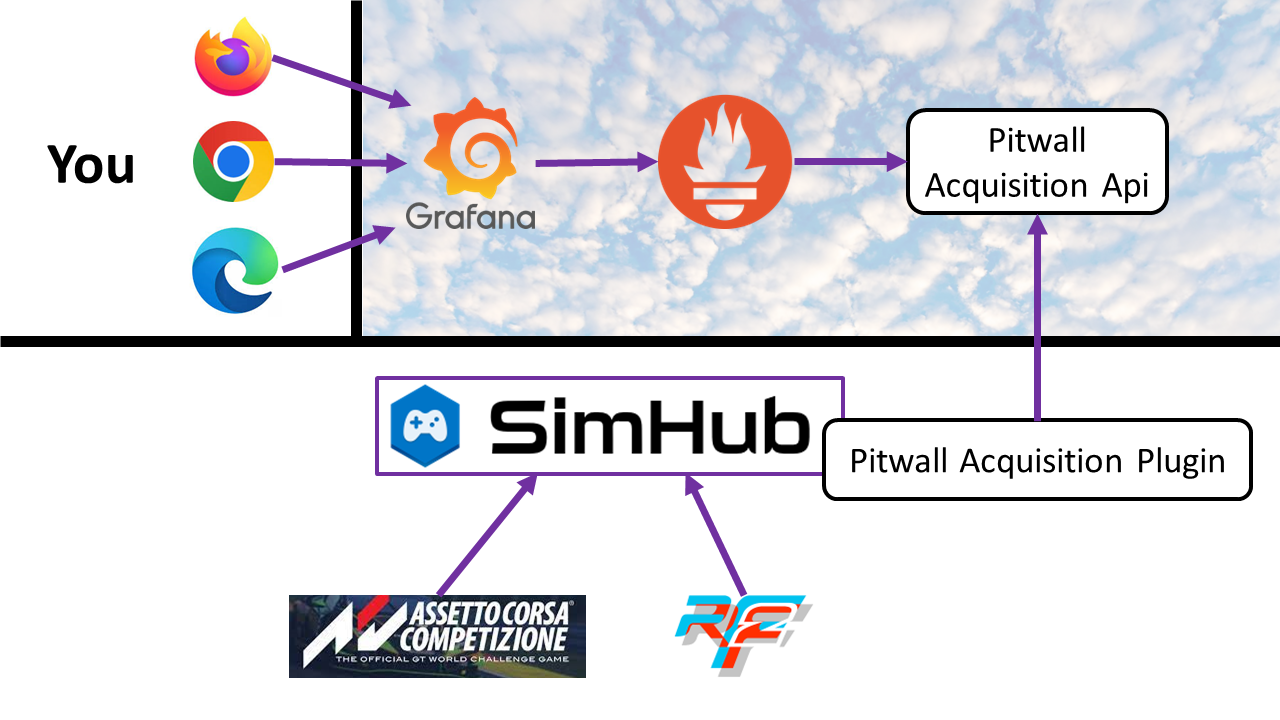 You
Grafana
Pitwall
Acquisition Api
SimHub
Pitwall Acquisition Plugin
ASSETTO CORSA
COMPETIZIONE
THE OFFICIAL GT WORLD CHALLENGE GAME
rF2